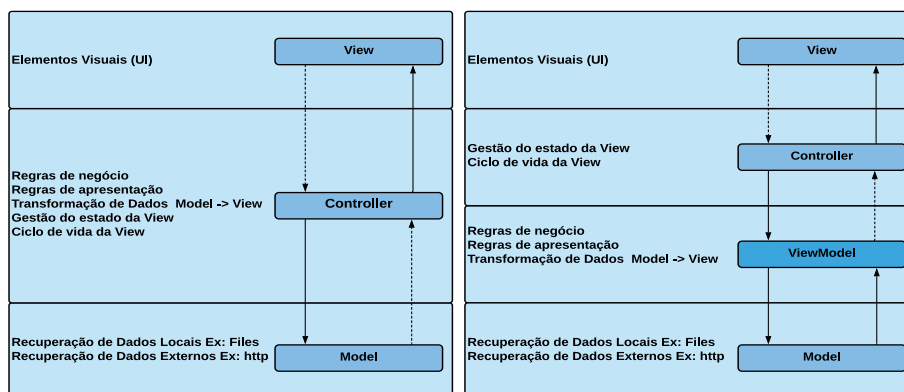 Elementos Visuais (UI)
View
Regras de negócio
Regras de apresentação
Transformação de Dados Model -> View
Gestão do estado da View
Ciclo de vida da View
Controller
Recuperação de Dados Locais Ex: Files
Recuperação de Dados Externos Ex: http
Model
Elementos Visuais (UI)
View
Gestão do estado da View
Ciclo de vida da View
Controller
Regras de negócio
Regras de apresentação
Transformação de Dados Model -> View
ViewModel
Recuperação de Dados Locais Ex: Files
Recuperação de Dados Externos Ex: http
Model